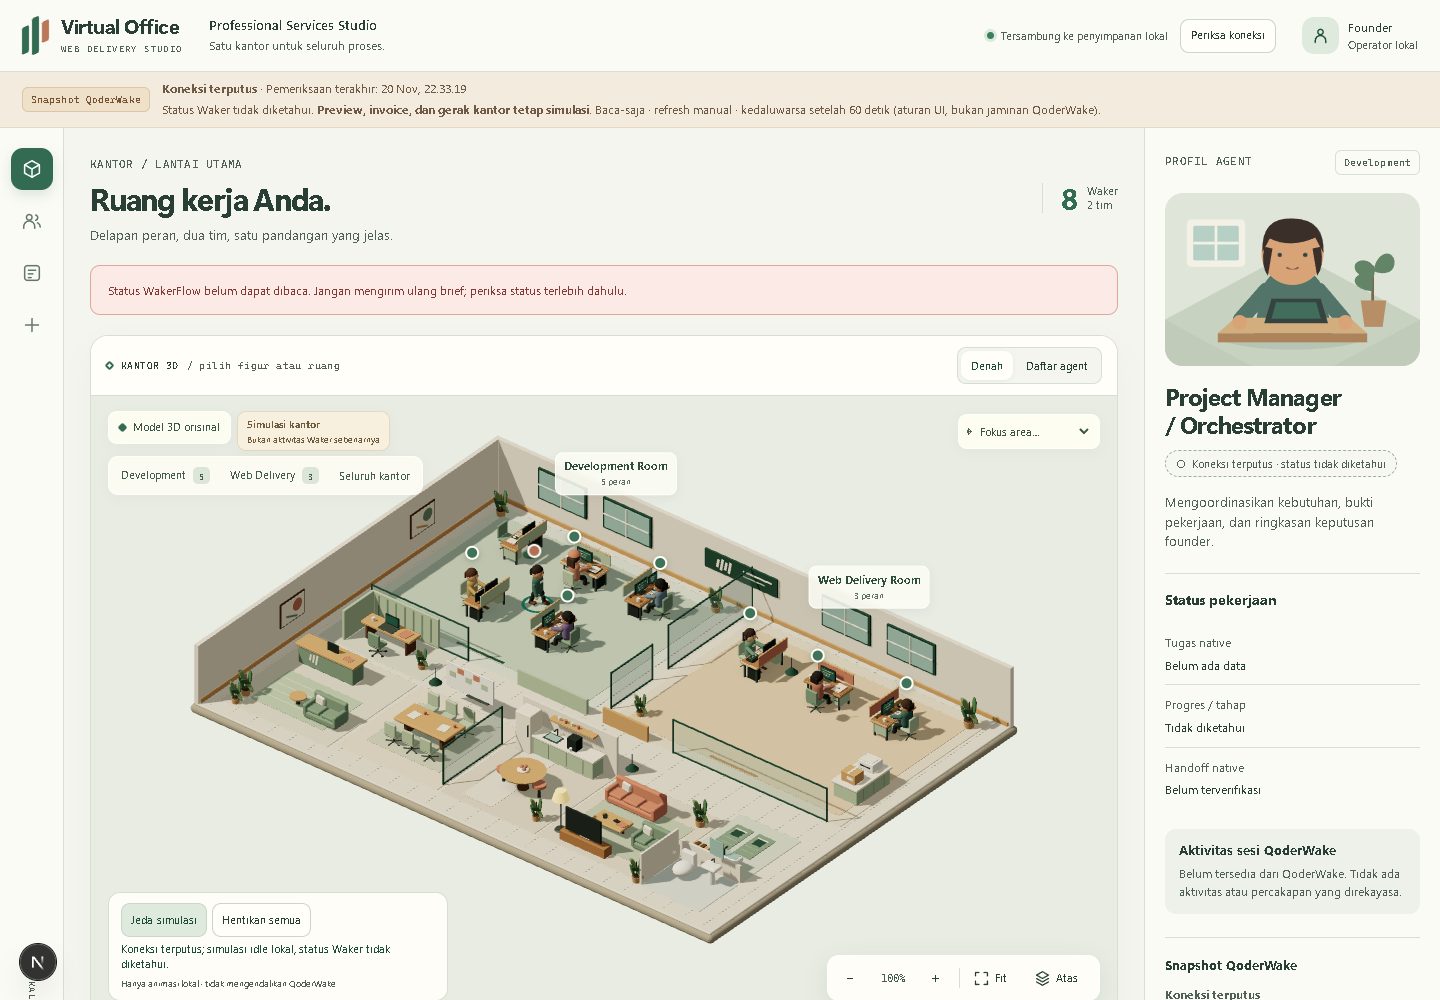 Virtual Office
WEB DELIVERY STUDIO
Professional Services Studio
Satu kantor untuk seluruh proses.
Tersambung ke penyimpanan lokal
Periksa koneksi
Founder
Operator lokal
Snapshot QoderWake
Koneksi terputus · Pemeriksaan terakhir: 20 Nov, 22.33.19
Status Waker tidak diketahui. Preview, invoice, dan gerak kantor tetap simulasi. Baca-saja · refresh manual · kedaluwarsa setelah 60 detik (aturan UI, bukan jaminan QoderWake).
KANTOR / LANTAI UTAMA
Ruang kerja Anda.
Delapan peran, dua tim, satu pandangan yang jelas.
8
Waker
2 tim
Status WakerFlow belum dapat dibaca. Jangan mengirim ulang brief; periksa status terlebih dahulu.
KANTOR 3D / pilih figur atau ruang
Denah
Daftar agent
Model 3D orisinal
Simulasi kantor
Bukan aktivitas Waker sebenarnya
Fokus area...
Development 5
Web Delivery 3
Seluruh kantor
Development Room
5 peran
Web Delivery Room
3 peran
Jeda simulasi
Hentikan semua
Koneksi terputus; simulasi idle lokal, status Waker tidak
diketahui.
Hanya animasi lokal · tidak mengendalikan QoderWake
− 100% +
Fit
Atas
N
KAL
PROFIL AGENT
Development
Project Manager
/ Orchestrator
Koneksi terputus · status tidak diketahui
Mengoordinasikan kebutuhan, bukti
pekerjaan, dan ringkasan keputusan
founder.
Status pekerjaan
Tugas native
Belum ada data
Progres / tahap
Tidak diketahui
Handoff native
Belum terverifikasi
Aktivitas sesi QoderWake
Belum tersedia dari QoderWake. Tidak ada
aktivitas atau percakapan yang direkayasa.
Snapshot QoderWake
Koneksi terputus